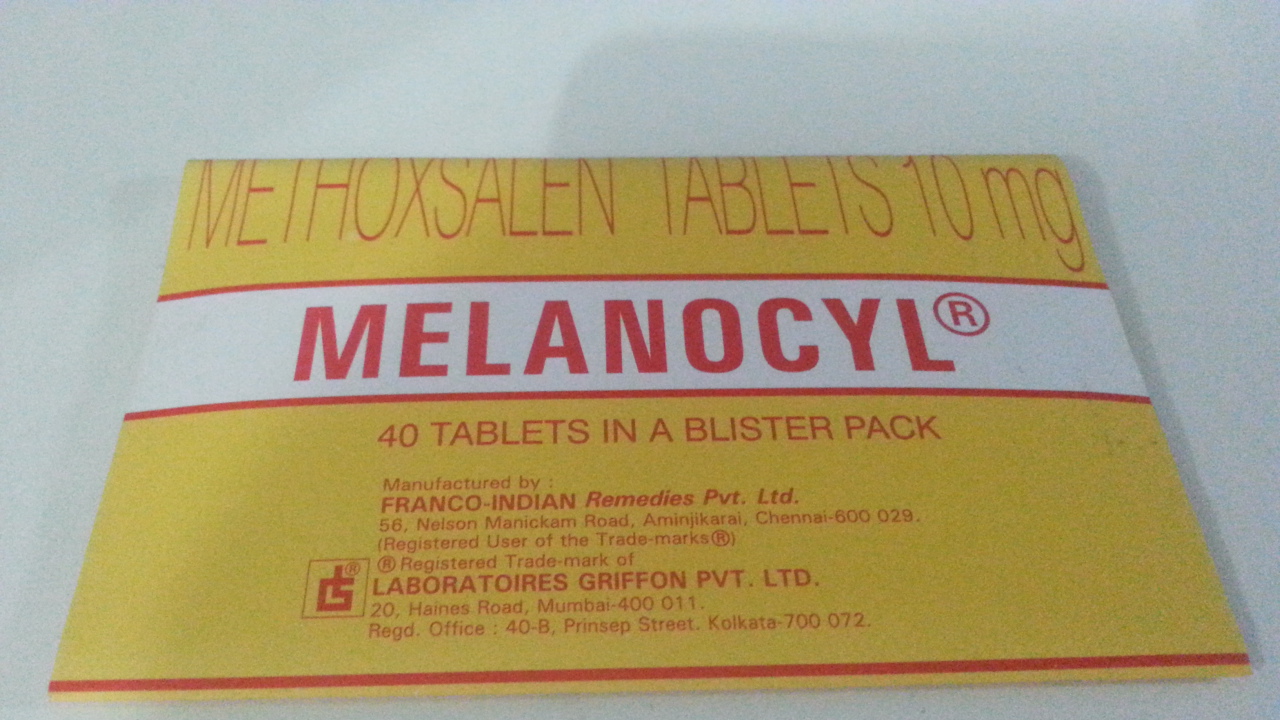 METHOXSALEN TABLETS 10 mg
MELANOCYL®
40 TABLETS IN A BLISTER PACK
Manufactured by :
FRANCO-INDIAN Remedies Pvt. Ltd.
56, Nelson Manickam Road, Aminjikarai, Chennai-600 029.
(Registered User of the Trade-marks®)
® Registered Trade-mark of
LABORATOIRES GRIFFON PVT. LTD.
20, Haines Road, Mumbai-400 011.
Regd. Office : 40-B, Prinsep Street. Kolkata-700 072.